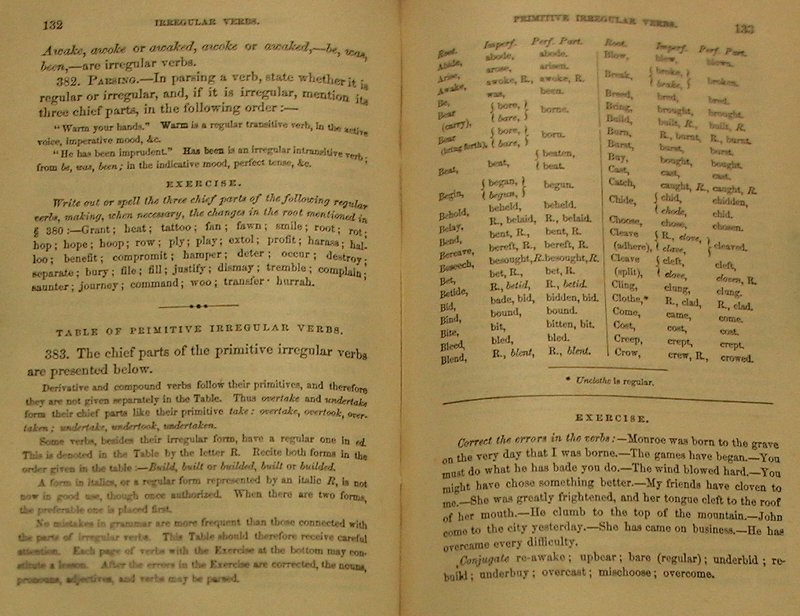 132
IRREGULAR VERBS.
Awake, awoke or awaked, awoke or awaked,—be, was,
been,—are irregular verbs.
382. PARSING.—In parsing a verb, state whether it is
regular or irregular, and, if it is irregular, mention its
three chief parts, in the following order:—
"Warm your hands." Warm is a regular transitive verb, in the active
voice, imperative mood, &c.
"He has been imprudent." Has been is an irregular intransitive verb,
from be, was, been; in the indicative mood, perfect tense, &c.
EXERCISE.
Write out or spell the three chief parts of the following regular
verbs, making, when necessary, the changes in the root mentioned in
§ 380:—Grant; heat; tattoo; fan; fawn; smile; root; rot;
hop; hope; hoop; row; ply; play; extol; profit; harass; hal-
loo; benefit; compromit; hamper; deter; occur; destroy;
separate; bury; file; fill; justify; dismay; tremble; complain;
saunter; journey; command; woo; transfer· hurrah.
TABLE OF PRIMITIVE IRREGULAR VERBS.
383. The chief parts of the primitive irregular verbs
are presented below.
Derivative and compound verbs follow their primitives, and therefore
they are not given separately in the Table. Thus overtake and undertake
form their chief parts like their primitive take: overtake, overtook, over-
taken; undertake, undertook, undertaken.
Some verbs, besides their irregular form, have a regular one in ed.
This is denoted in the Table by the letter R. Recite both forms in the
order given in the table:—Build, built or builded, built or builded.
A form in italics, or a regular form represented by an italic R, is not
now in good use, though once authorized. When there are two forms,
the preferable one is placed first.
No mistakes in grammar are more frequent than those connected with
the parts of irregular verbs. This Table should therefore receive careful
attention. Each page of verbs with the Exercise at the bottom may con-
stitute a lesson. After the errors in the Exercise are corrected, the nouns,
pronouns, adjectives, and verbs may be parsed.
PRIMITIVE IRREGULAR VERBS.
133
Root. Imperf. Perf. Part. Root. Imperf. Perf. Part.
Abide, abode, abode. Blow, blew, blown.
Arise, arose, arisen. Break, { broke, } broken.
Awake, awoke, R., awoke, R. { brake, }
Be, was, been. Breed, bred, bred.
Bear { bore, } borne. Bring, brought, brought.
(carry), { bare, } Build, built, R., built, R.
Bear { bore, } born. Burn, R., burnt, R., burnt.
(bring forth), { bare, } Burst, burst, burst.
Beat, beat, { beaten, Buy, bought, bought.
{ beat. Cast, cast, cast.
Begin, { began, } begun. Catch, caught, R., caught, R.
{ begun, } Chide, { chid, chidden,
Behold, beheld, beheld. { chode, chid.
Belay, R., belaid, R., belaid. Choose, chose, chosen.
Bend, bent, R., bent, R. Cleave { R., clove, } cleaved.
Bereave, bereft, R., bereft, R. (adhere), { clave, }
Beseech, besought, R. besought, R. Cleave { cleft, cleft,
Bet, bet, R., bet, R. (split), { clove, cloven, R.
Betide, R., betid, R., betid. Cling, clung, clung.
Bid, bade, bid, bidden, bid. Clothe,* R., clad, R., clad.
Bind, bound, bound. Come, came, come.
Bite, bit, bitten, bit. Cost, cost, cost.
Bleed, bled, bled. Creep, crept, crept.
Blend, R., blent, R., blent. Crow, crew, R., crowed.
* Unclothe is regular.
EXERCISE.
Correct the errors in the verbs:—Monroe was born to the grave
on the very day that I was borne.—The games have began.—You
must do what he has bade you do.—The wind blowed hard.—You
might have chose something better.—My friends have cloven to
me.—She was greatly frightened, and her tongue cleft to the roof
of her mouth.—He clumb to the top of the mountain.—John
come to the city yesterday.—She has came on business.—He has
overcame every difficulty.
Conjugate re-awake; upbear; bare (regular); underbid; re-
build; underbuy; overcast; mischoose; overcome.